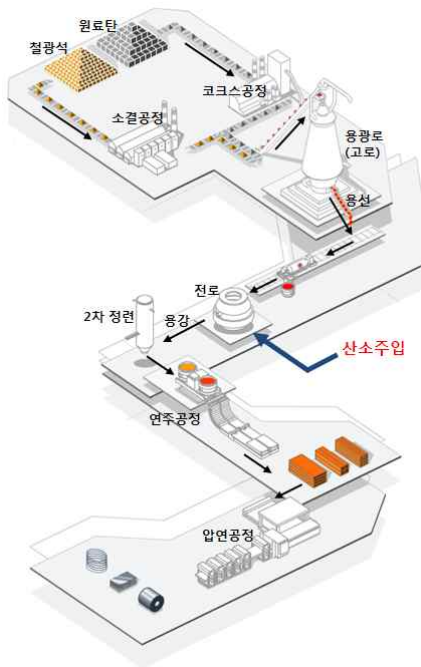 원료탄
철광석
코크스공정
소결공정
용광로
(고로)
용선
전로
2차 정련
용강
산소주입
연주공정
압연공정